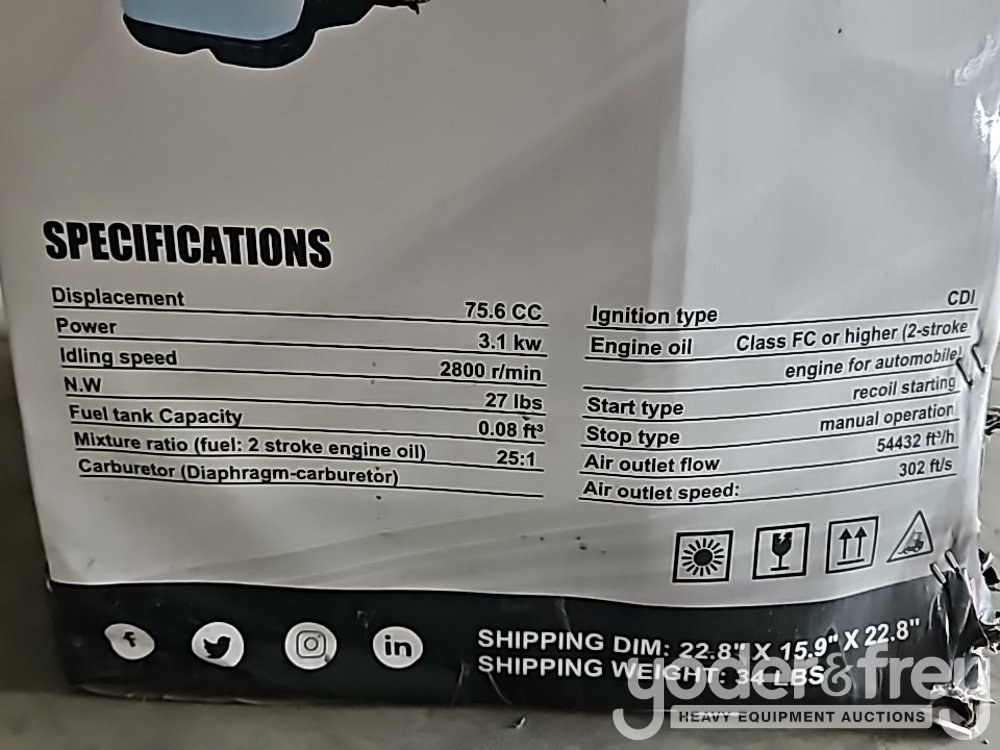 SPECIFICATIONS
Displacement 75.6 CC
Power 3.1 kw
Idling speed 2800 r/min
N.W 27 lbs
Fuel tank Capacity 0.08 ft³
Mixture ratio (fuel: 2 stroke engine oil) 25:1
Carburetor (Diaphragm-carburetor)
Ignition type CDI
Engine oil Class FC or higher (2-stroke
engine for automobile)
Start type recoil starting
Stop type manual operation
Air outlet flow 54432 ft³/h
Air outlet speed: 302 ft/s
f in
SHIPPING DIM: 22.8" X 15.9" X 22.8"
SHIPPING WEIGHT: 34 LBS
yoder&frey
HEAVY EQUIPMENT AUCTIONS